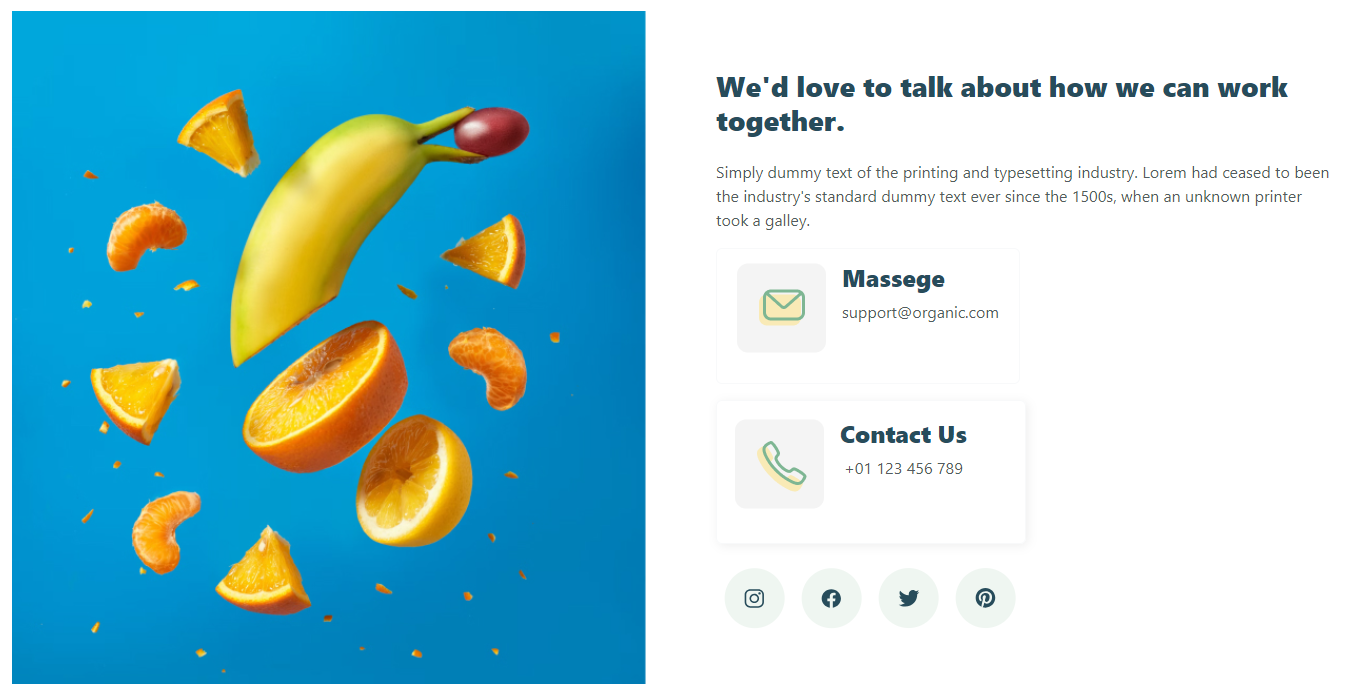 We'd love to talk about how we can work
together.
Simply dummy text of the printing and typesetting industry. Lorem had ceased to been
the industry's standard dummy text ever since the 1500s, when an unknown printer
took a galley.
Massege
support@organic.com
Contact Us
+01 123 456 789